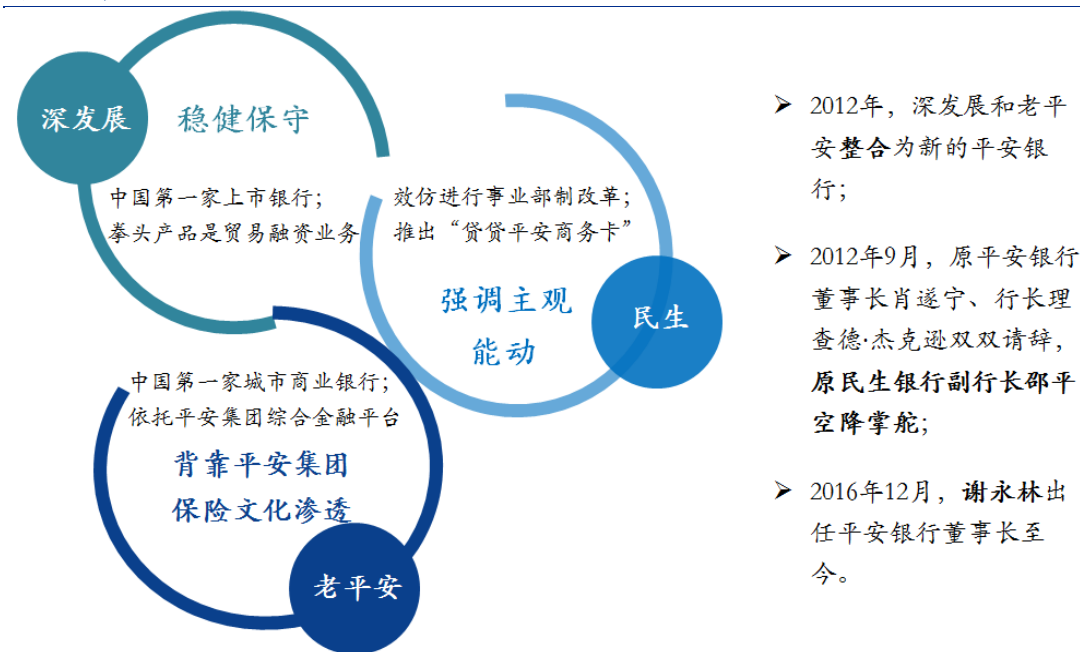 深发展
稳健保守
中国第一家上市银行；
拳头产品是贸易融资业务
效仿进行事业部制改革；
推出“贷贷平安商务卡”
强调主观
能动
民生
中国第一家城市商业银行；
依托平安集团综合金融平台
背靠平安集团
保险文化渗透
老平安
➢ 2012年，深发展和老平
安整合为新的平安银
行；
➢ 2012年9月，原平安银行
董事长肖遂宁、行长理
查德·杰克逊双双请辞，
原民生银行副行长邵平
空降掌舵；
➢ 2016年12月，谢永林出
任平安银行董事长至
今。